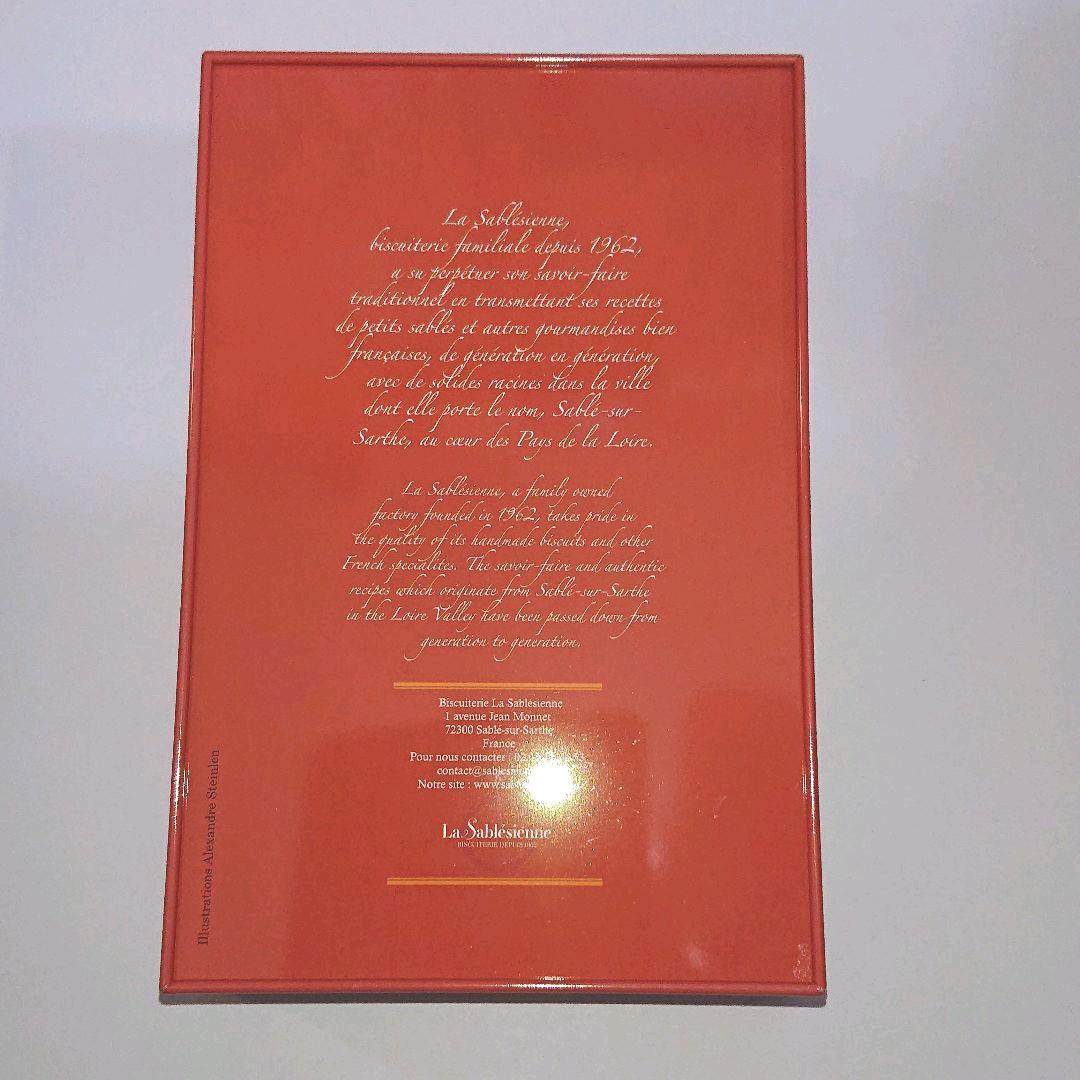 La Sablésienne,
biscuiterie familiale depuis 1962,
a su perpétuer son savoir-faire
traditionnel en transmettant ses recettes
de petits sablés et autres gourmandises bien
françaises, de génération en génération,
avec de solides racines dans la ville
dont elle porte le nom, Sablé-sur-
Sarthe, au cœur des Pays de la Loire.
La Sablésienne, a family owned
factory founded in 1962, takes pride in
the quality of its handmade biscuits and other
French specialites. The savoir-faire and authentic
recipes which originate from Sablé-sur-Sarthe
in the Loire Valley have been passed down from
generation to generation.
Biscuiterie La Sablésienne
1 avenue Jean Monnet
72300 Sablé-sur-Sarthe
France
Pour nous contacter :
Notre site :
La Sablésienne
BISCUITERIE DEPUIS 1962
Illustrations Alexandre Stemlen